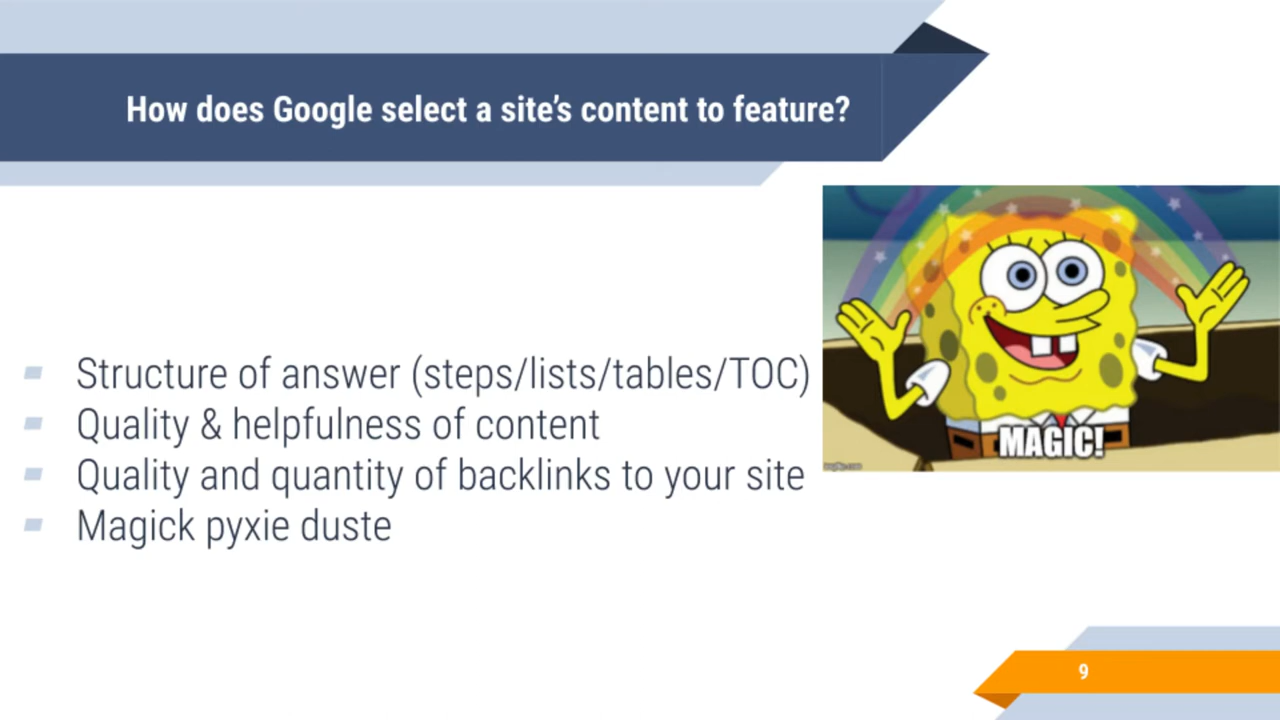 How does Google select a site's content to feature?
Structure of answer (steps/lists/tables/TOC)
Quality & helpfulness of content
Quality and quantity of backlinks to your site
Magick pyxie duste
MAGIC!
9